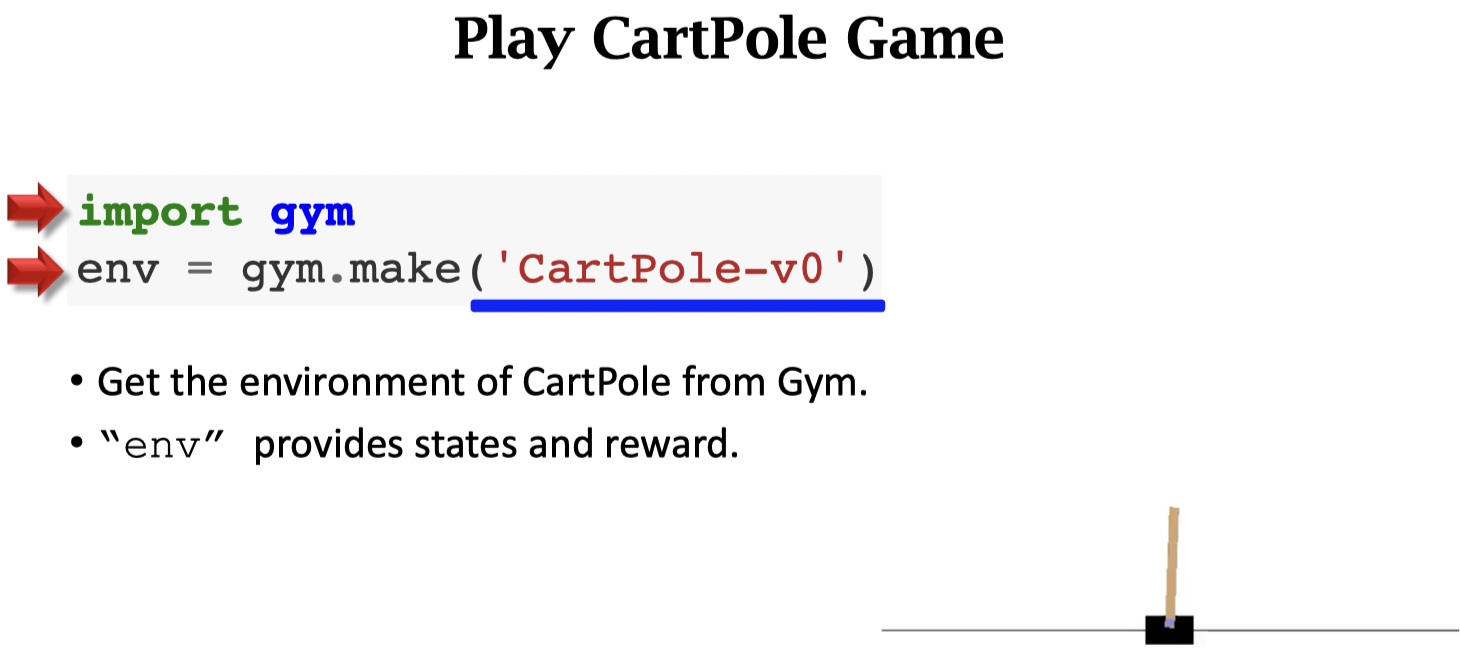 Play CartPole Game
import gym
env = gym.make('CartPole-v0')
• Get the environment of CartPole from Gym.
• “env” provides states and reward.